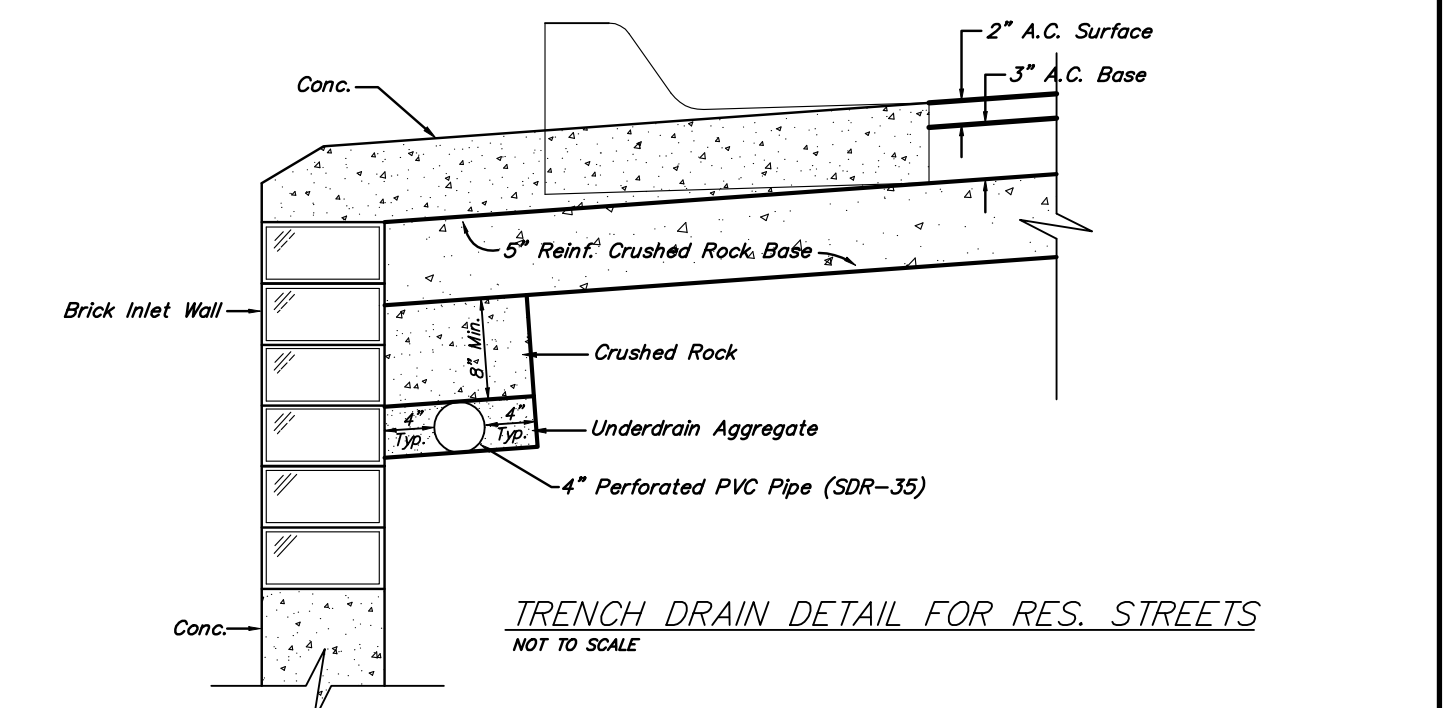 2" A.C. Surface
3" A.C. Base
Conc.
5" Reinf. Crushed Rock Base
Brick Inlet Wall
8" Min.
Crushed Rock
4" Typ.
4" Typ.
Underdrain Aggregate
4" Perforated PVC Pipe (SDR-35)
Conc.
TRENCH DRAIN DETAIL FOR RES. STREETS
NOT TO SCALE